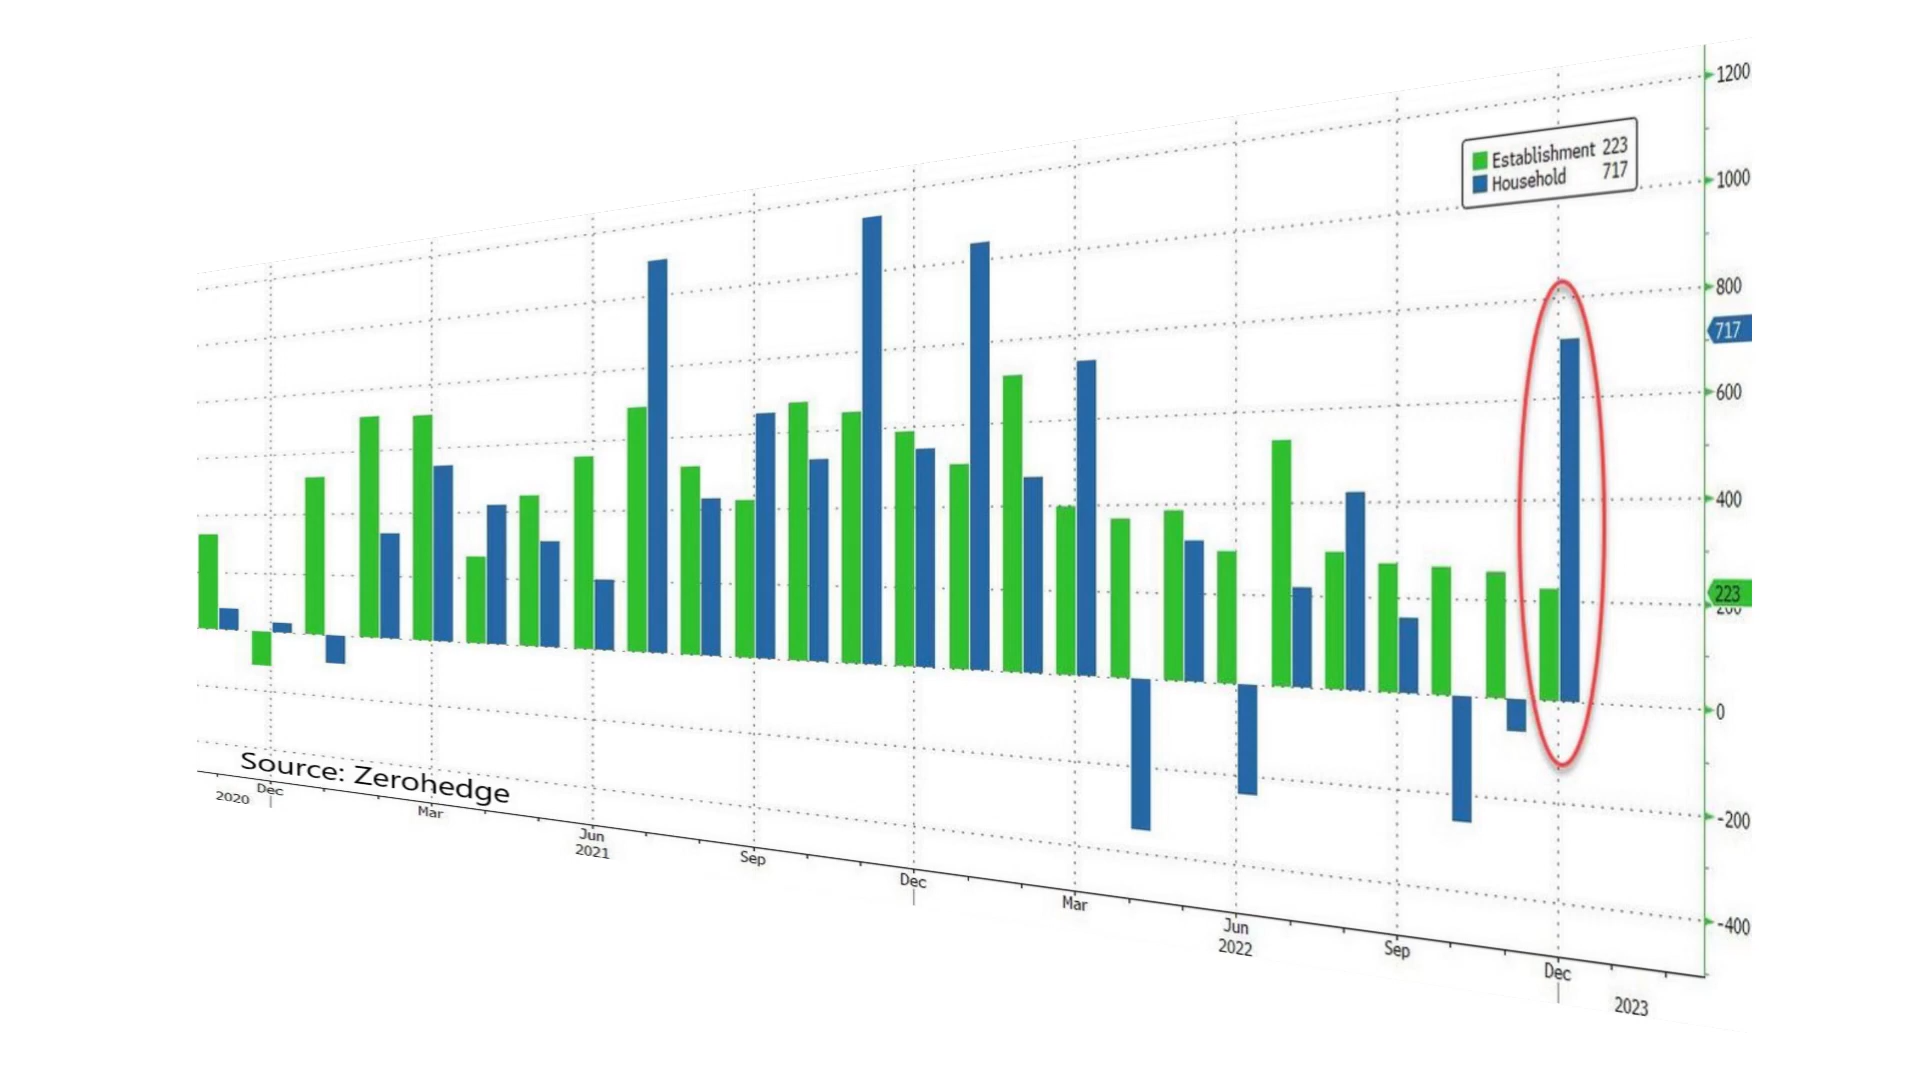 1200
Establishment 223
Household 717
1000
800
717
600
400
223
200
0
-200
-400
Source: Zerohedge
Dec
Mar
Jun
Sep
Dec
Mar
Jun
Sep
Dec
2020
2021
2022
2023